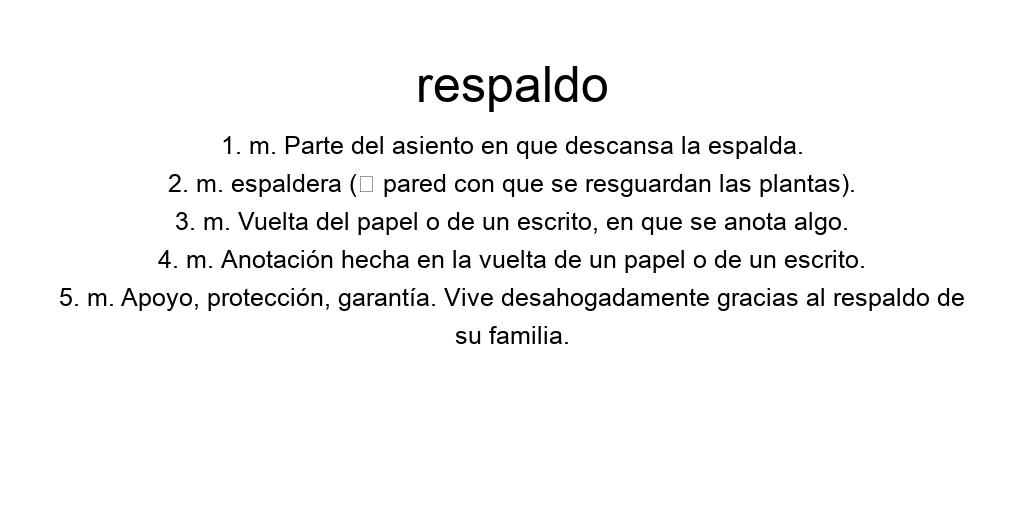 respaldo
1. m. Parte del asiento en que descansa la espalda.
2. m. espaldera (□ pared con que se resguardan las plantas).
3. m. Vuelta del papel o de un escrito, en que se anota algo.
4. m. Anotación hecha en la vuelta de un papel o de un escrito.
5. m. Apoyo, protección, garantía. Vive desahogadamente gracias al respaldo de
su familia.